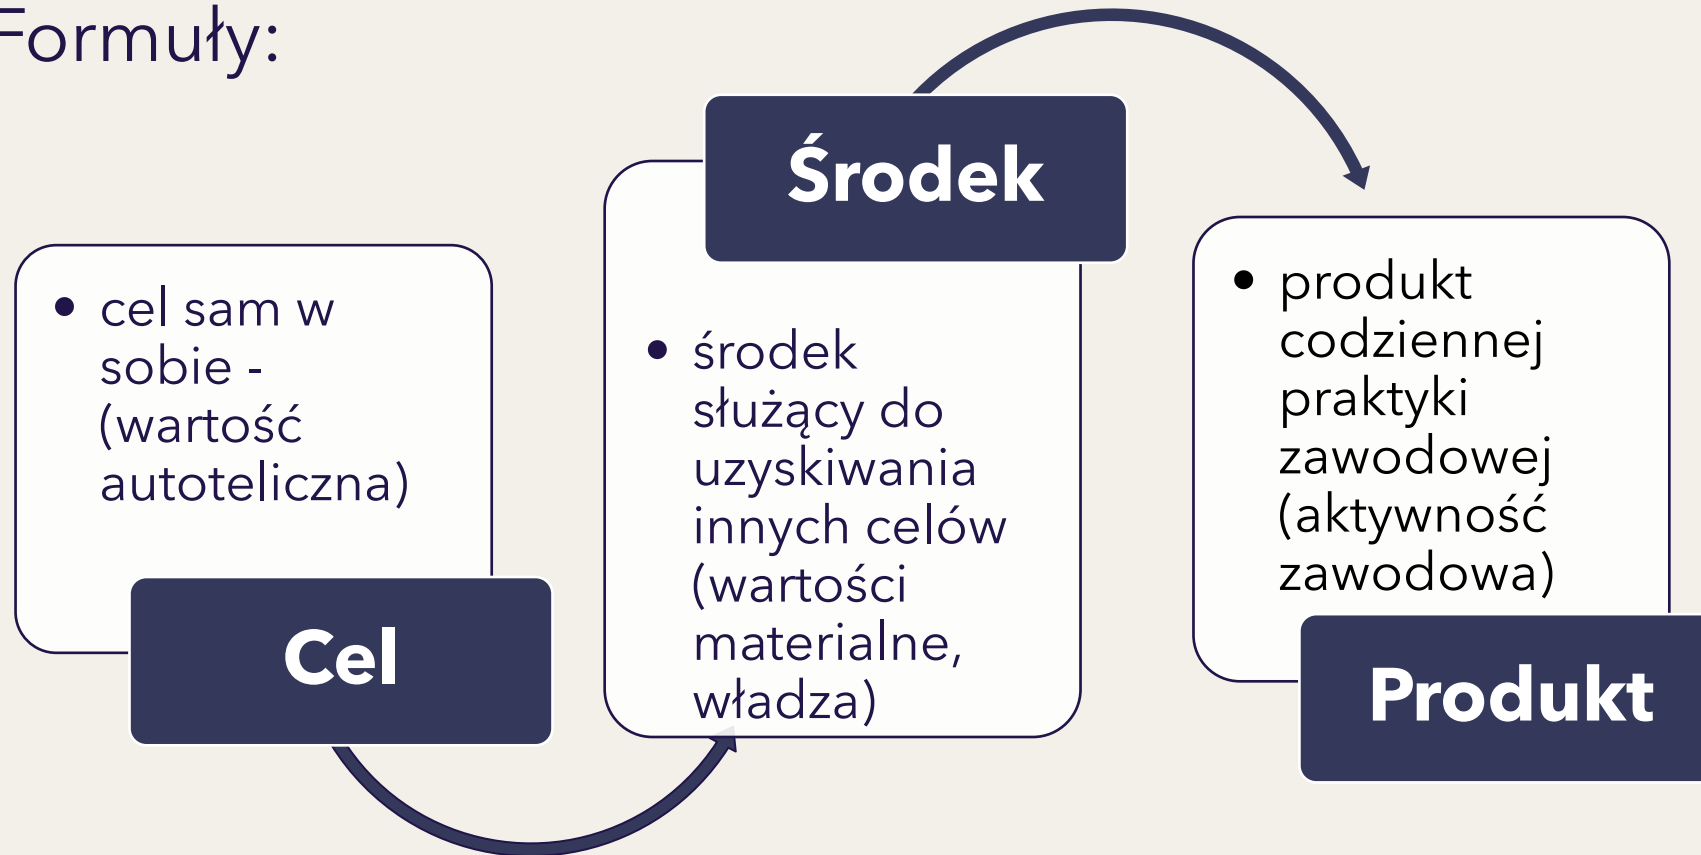 Formuły:
• cel sam w
sobie -
(wartość
autoteliczna)
Cel
Środek
• środek
służący do
uzyskiwania
innych celów
(wartości
materialne,
władza)
• produkt
codziennej
praktyki
zawodowej
(aktywność
zawodowa)
Produkt